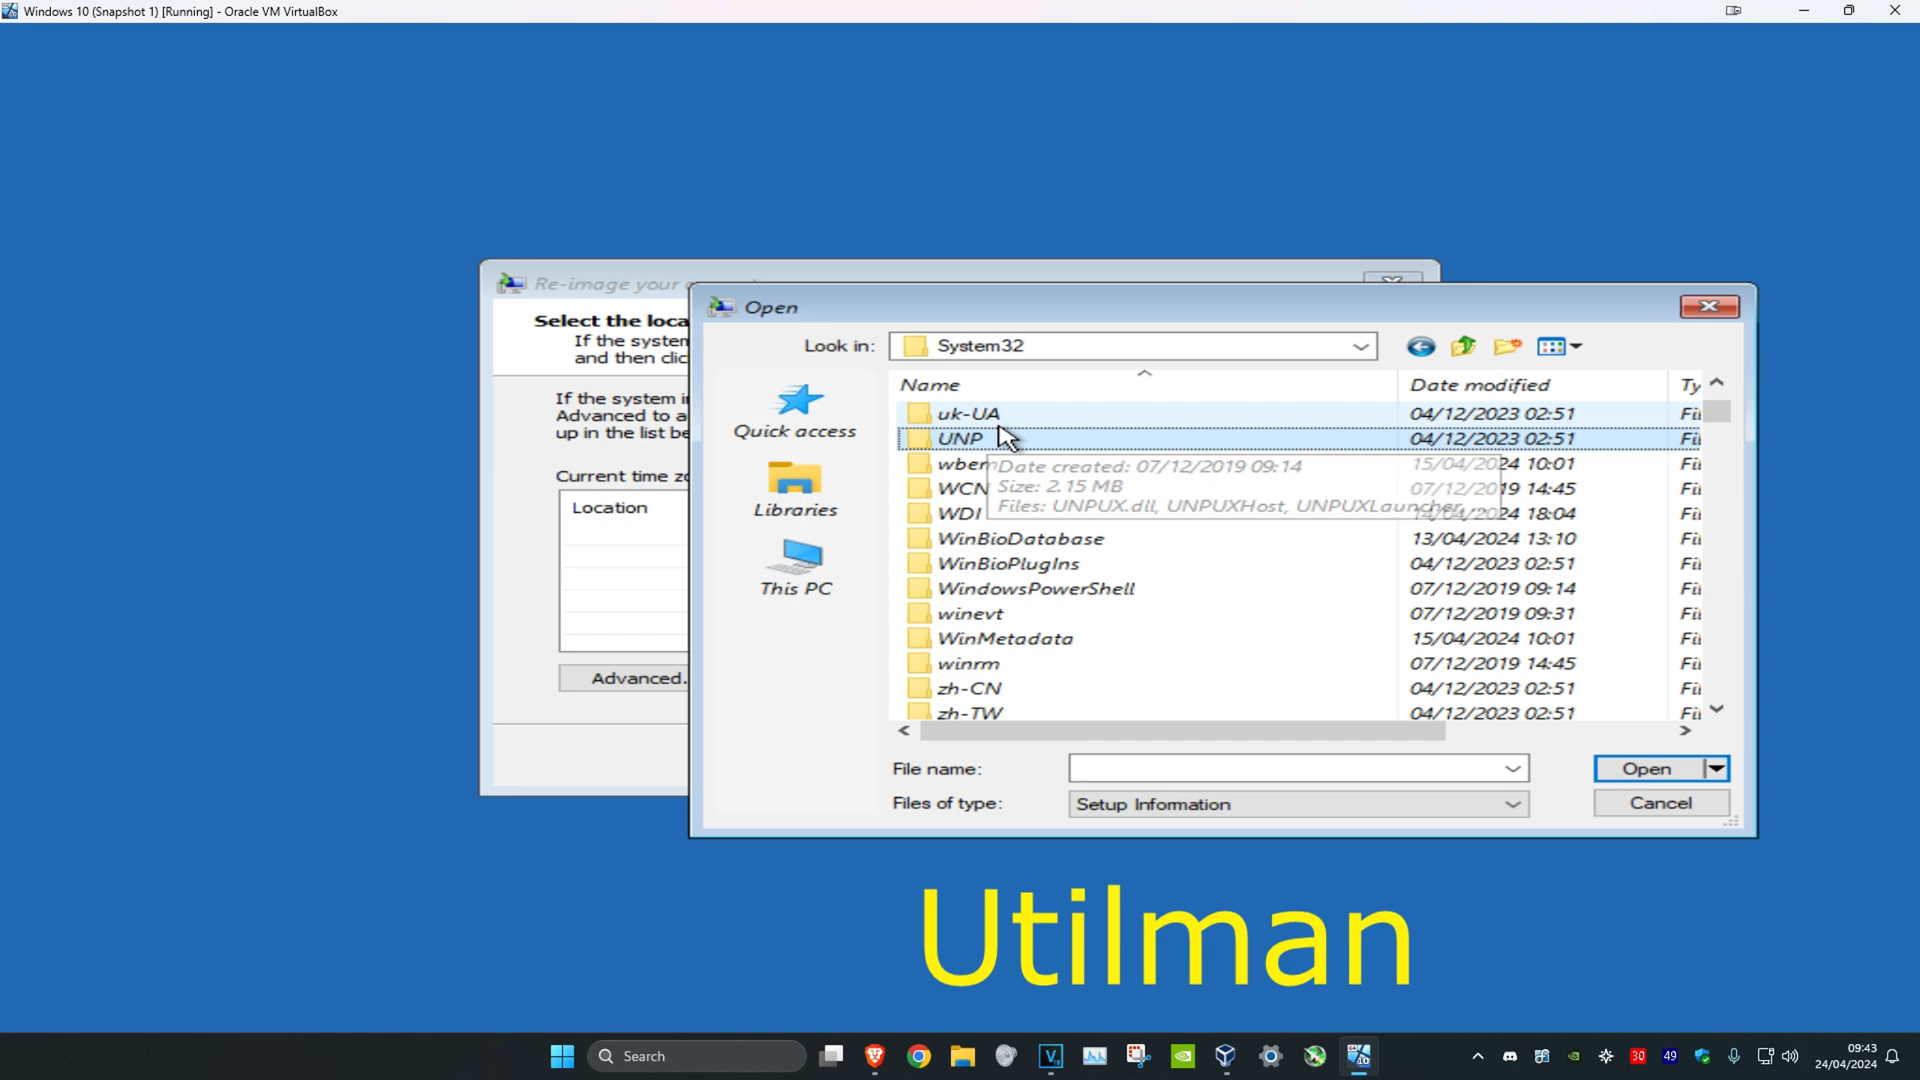 Windows 10 (Snapshot 1) [Running] - Oracle VM VirtualBox
Re-image your
Open
Select the loca
If the system
and then clic
Look in: System32
Name Date modified Ty
If the system in
Advanced to a
up in the list be
Quick access
Libraries
This PC
Current time zo
Location
Advanced.
uk-UA 04/12/2023 02:51 Fil
UNP 04/12/2023 02:51 Fil
wbem 15/04/2024 10:01 Fil
WCN 07/12/2019 14:45 Fil
WDI 14/04/2024 18:04 Fil
Date created: 07/12/2019 09:14
Size: 2.15 MB
Files: UNPUX.dll, UNPUXHost, UNPUXLauncher, ...
WinBioDatabase 13/04/2024 13:10 Fil
WinBioPlugIns 04/12/2023 02:51 Fil
WindowsPowerShell 07/12/2019 09:14 Fil
winevt 07/12/2019 09:31 Fil
WinMetadata 15/04/2024 10:01 Fil
winrm 07/12/2019 14:45 Fil
zh-CN 04/12/2023 02:51 Fil
zh-TW 04/12/2023 02:51 Fil
File name: Open
Files of type: Setup Information Cancel
Utilman
Search
30
49
09:43
24/04/2024